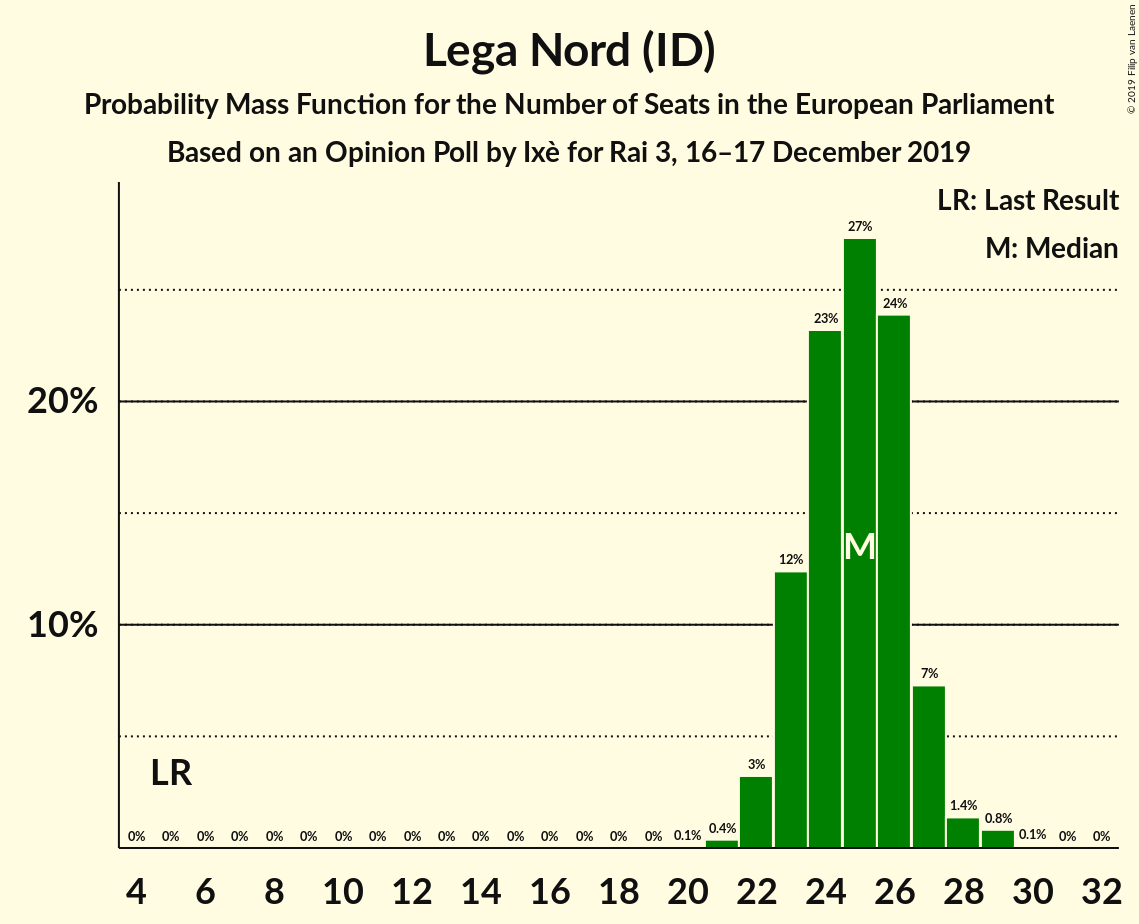 Lega Nord (ID)
Probability Mass Function for the Number of Seats in the European Parliament
Based on an Opinion Poll by Ixè for Rai 3, 16–17 December 2019
© 2019 Filip van Laenen
LR: Last Result
M: Median
27%
24%
23%
20%
M
12%
10%
7%
LR
3%
0% 0% 0% 0% 0% 0% 0% 0% 0% 0% 0% 0% 0% 0% 0% 0% 0.1% 0.4% 1.4% 0.8% 0.1% 0% 0%
4 6 8 10 12 14 16 18 20 22 24 26 28 30 32